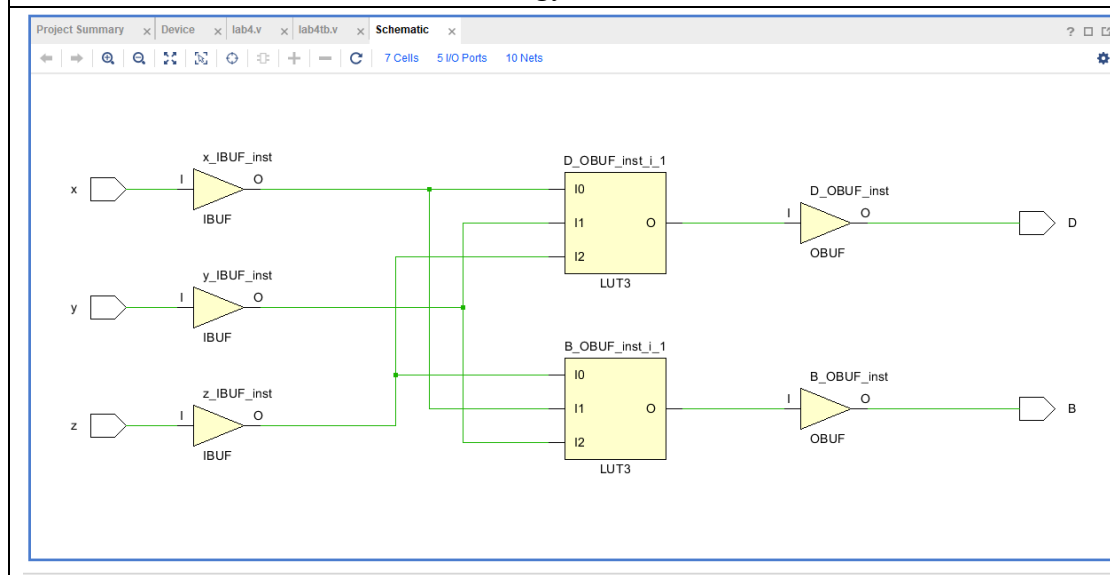 gy
Project Summary × Device × lab4.v × lab4tb.v × Schematic ×
7 Cells 5 I/O Ports 10 Nets
x_IBUF_inst
x I O
IBUF
y_IBUF_inst
y I O
IBUF
z_IBUF_inst
z I O
IBUF
D_OBUF_inst_i_1
I0
I1 O
I2
LUT3
D_OBUF_inst
I O D
OBUF
B_OBUF_inst_i_1
I0
I1 O
I2
LUT3
B_OBUF_inst
I O B
OBUF